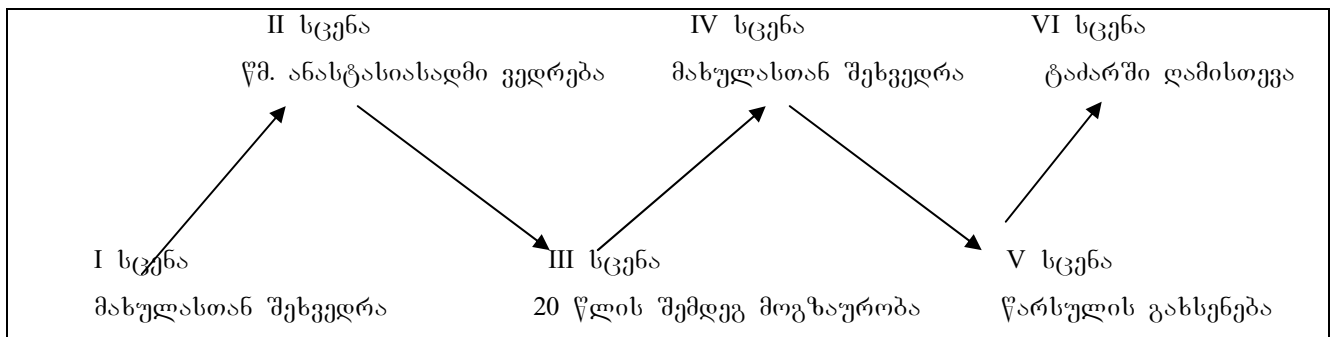 II სცენა
წმ. ანასტასიასადმი ვედრება
IV სცენა
მახულასთან შეხვედრა
VI სცენა
ტაძარში ღამისთევა
I სცენა
მახულასთან შეხვედრა
III სცენა
20 წლის შემდეგ მოგზაურობა
V სცენა
წარსულის გახსენება